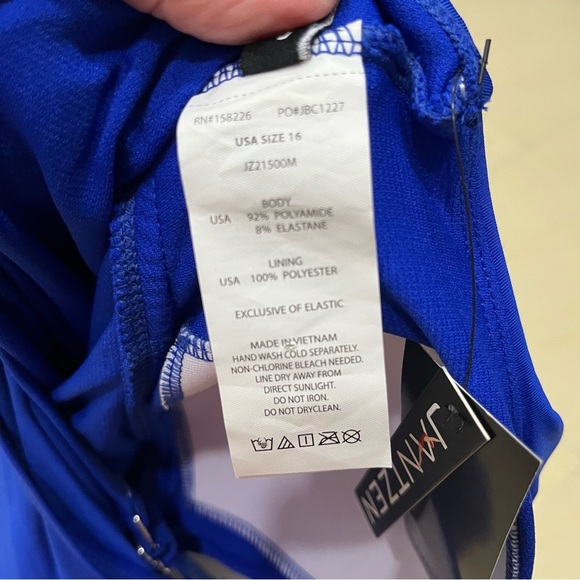 RN#158226 PO#JBC1227
USA SIZE 16
JZ21500M
BODY
USA 92% POLYAMIDE
8% ELASTANE
LINING
USA 100% POLYESTER
EXCLUSIVE OF ELASTIC
MADE IN VIETNAM
HAND WASH COLD SEPARATELY.
NON-CHLORINE BLEACH NEEDED.
LINE DRY AWAY FROM
DIRECT SUNLIGHT.
DO NOT IRON.
DO NOT DRYCLEAN.
JANTZEN